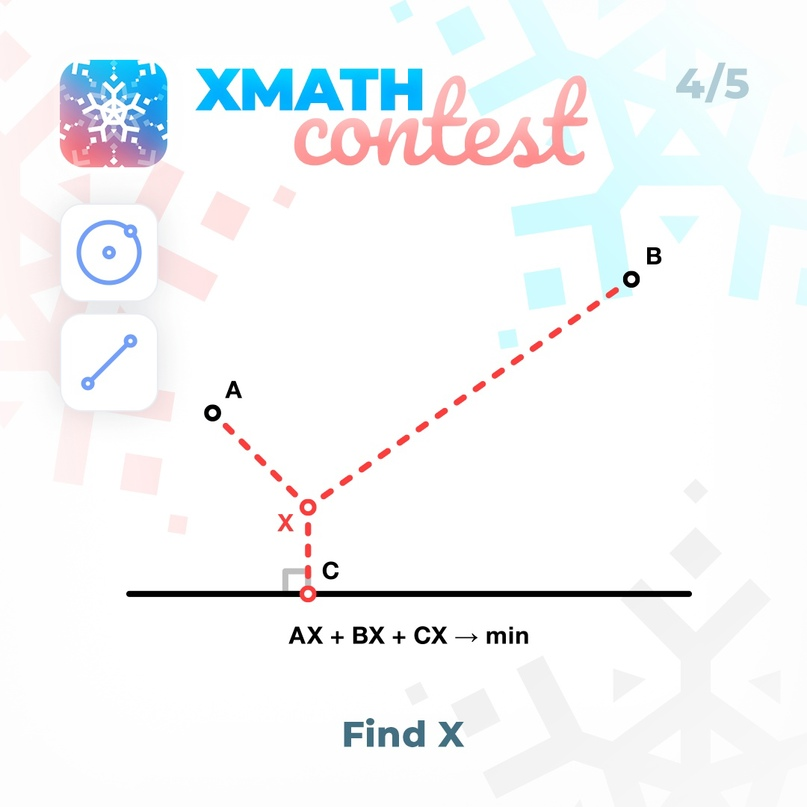 XMATH
contest
4/5
B
A
X
C
AX + BX + CX → min
Find X